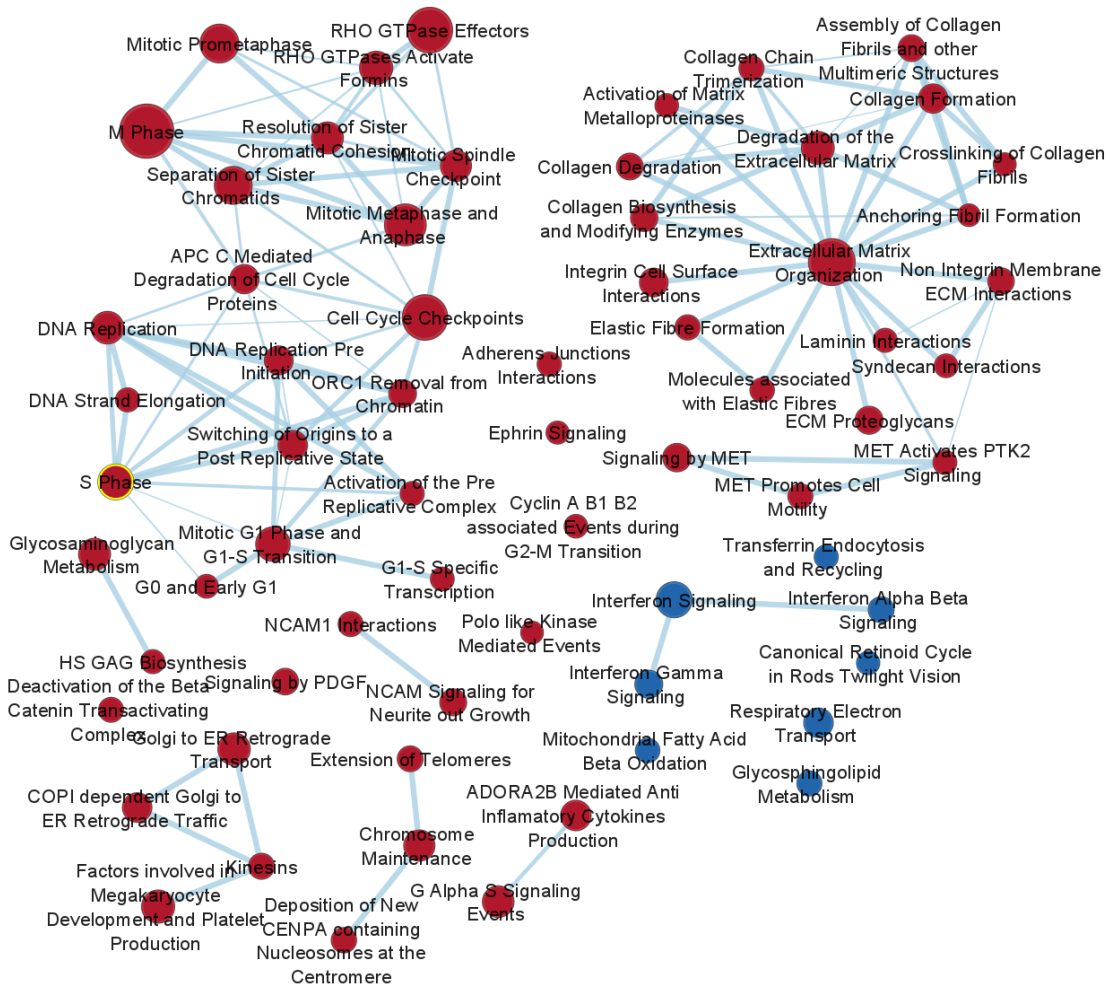 Mitotic Prometaphase
RHO GTPase Effectors
RHO GTPases Activate
Formins
M Phase
Resolution of Sister
Chromatid Cohesion
Mitotic Spindle
Checkpoint
Separation of Sister
Chromatids
Mitotic Metaphase and
Anaphase
APC C Mediated
Degradation of Cell Cycle
Proteins
DNA Replication
Cell Cycle Checkpoints
DNA Replication Pre
Initiation
ORC1 Removal from
Chromatin
DNA Strand Elongation
Switching of Origins to a
Post Replicative State
S Phase
Activation of the Pre
Replicative Complex
Mitotic G1 Phase and
G1-S Transition
Glycosaminoglycan
Metabolism
G0 and Early G1
G1-S Specific
Transcription
Assembly of Collagen
Fibrils and other
Multimeric Structures
Collagen Chain
Trimerization
Collagen Formation
Activation of Matrix
Metalloproteinases
Degradation of the
Extracellular Matrix
Collagen Degradation
Crosslinking of Collagen
Fibrils
Collagen Biosynthesis
and Modifying Enzymes
Anchoring Fibril Formation
Extracellular Matrix
Organization
Integrin Cell Surface
Interactions
Non Integrin Membrane
ECM Interactions
Elastic Fibre Formation
Laminin Interactions
Syndecan Interactions
Molecules associated
with Elastic Fibres
ECM Proteoglycans
Adherens Junctions
Interactions
Ephrin Signaling
Signaling by MET
MET Activates PTK2
Signaling
MET Promotes Cell
Motility
Cyclin A B1 B2
associated Events during
G2-M Transition
Transferrin Endocytosis
and Recycling
Interferon Signaling
Interferon Alpha Beta
Signaling
Polo like Kinase
Mediated Events
NCAM1 Interactions
Canonical Retinoid Cycle
in Rods Twilight Vision
Interferon Gamma
Signaling
HS GAG Biosynthesis
Signaling by PDGF
NCAM Signaling for
Neurite out Growth
Deactivation of the Beta
Catenin Transactivating
Complex
Respiratory Electron
Transport
Mitochondrial Fatty Acid
Beta Oxidation
Glycosphingolipid
Metabolism
Golgi to ER Retrograde
Transport
Extension of Telomeres
COPI dependent Golgi to
ER Retrograde Traffic
ADORA2B Mediated Anti
Inflamatory Cytokines
Production
Chromosome
Maintenance
Kinesins
Factors involved in
Megakaryocyte
Development and Platelet
Production
G Alpha S Signaling
Events
Deposition of New
CENPA containing
Nucleosomes at the
Centromere